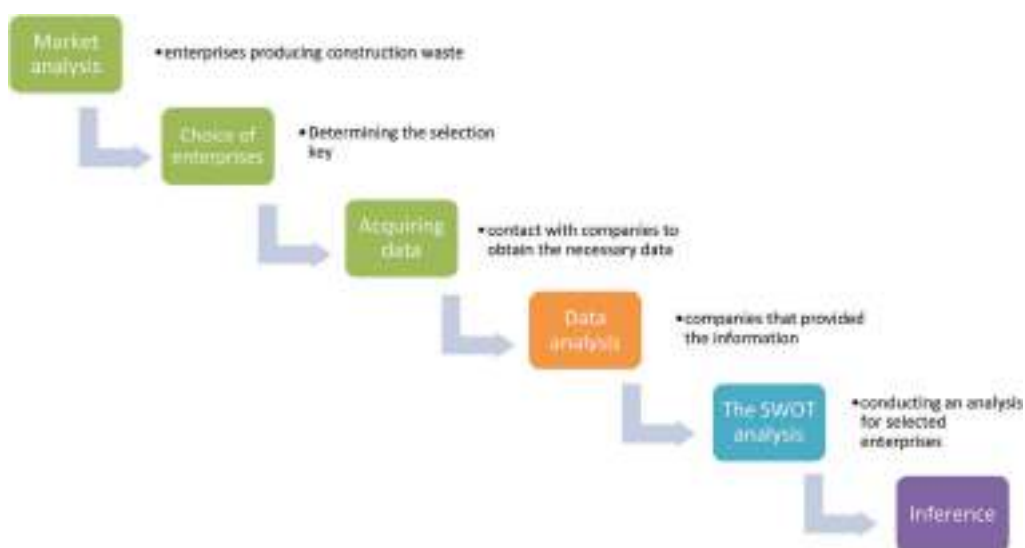 Market
analysis
•enterprises producing construction waste
Choice of
enterprises
•Determining the selection
key
Acquiring
data
•contact with companies to
obtain the necessary data
Data
analysis
•companies that provided
the information
The SWOT
analysis
•conducting an analysis
for selected
enterprises
Inference